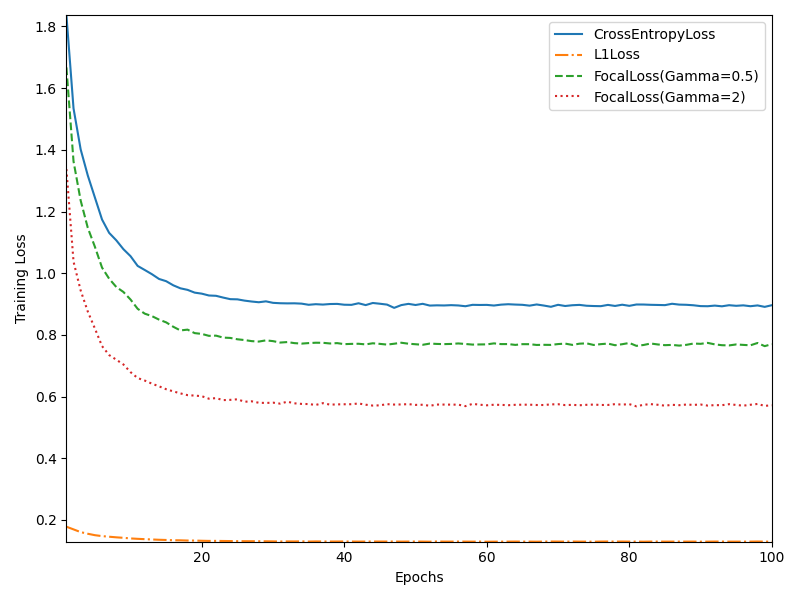 1.8
1.6
1.4
1.2
1.0
0.8
0.6
0.4
0.2
Training Loss
CrossEntropyLoss
L1Loss
FocalLoss(Gamma=0.5)
FocalLoss(Gamma=2)
20 40 60 80 100
Epochs